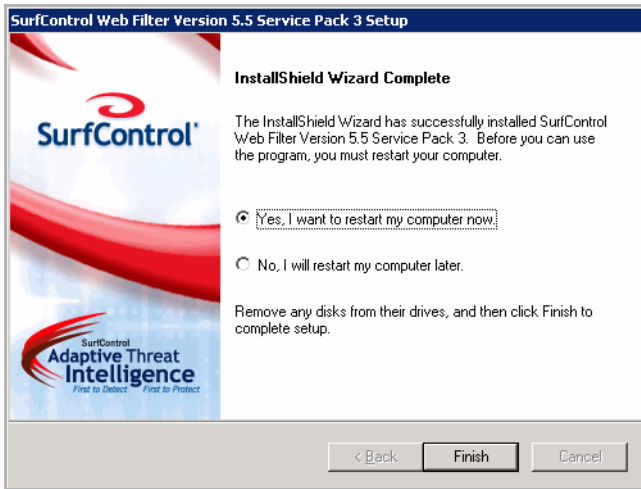 SurfControl Web Filter Version 5.5 Service Pack 3 Setup
SurfControl
InstallShield Wizard Complete
The InstallShield Wizard has successfully installed SurfControl
Web Filter Version 5.5 Service Pack 3. Before you can use
the program, you must restart your computer.
Yes, I want to restart my computer now.
No, I will restart my computer later.
Remove any disks from their drives, and then click Finish to
complete setup.
SurfControl
Adaptive Threat
Intelligence
First to Detect First to Protect
< Back
Finish
Cancel